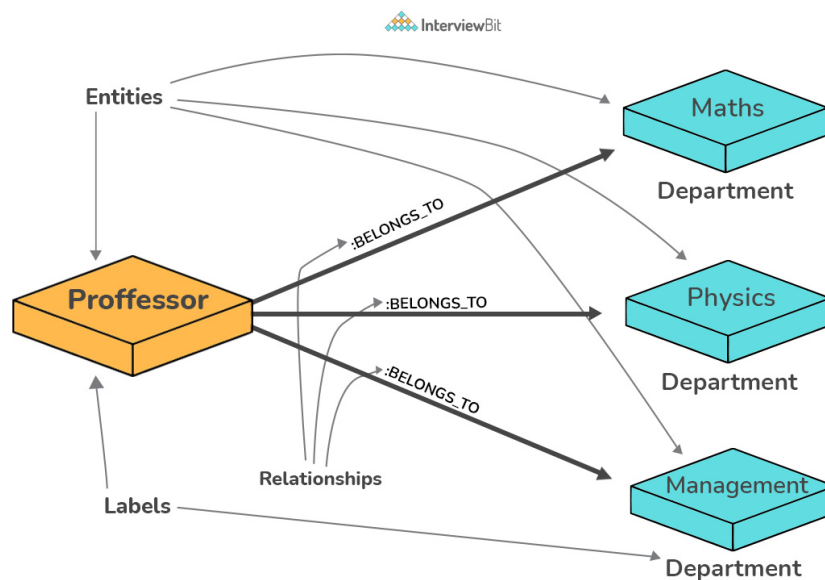 InterviewBit
Entities
Maths
Department
:BELONGS_TO
Proffessor
:BELONGS_TO
Physics
Department
:BELONGS_TO
Relationships
Management
Labels
Department